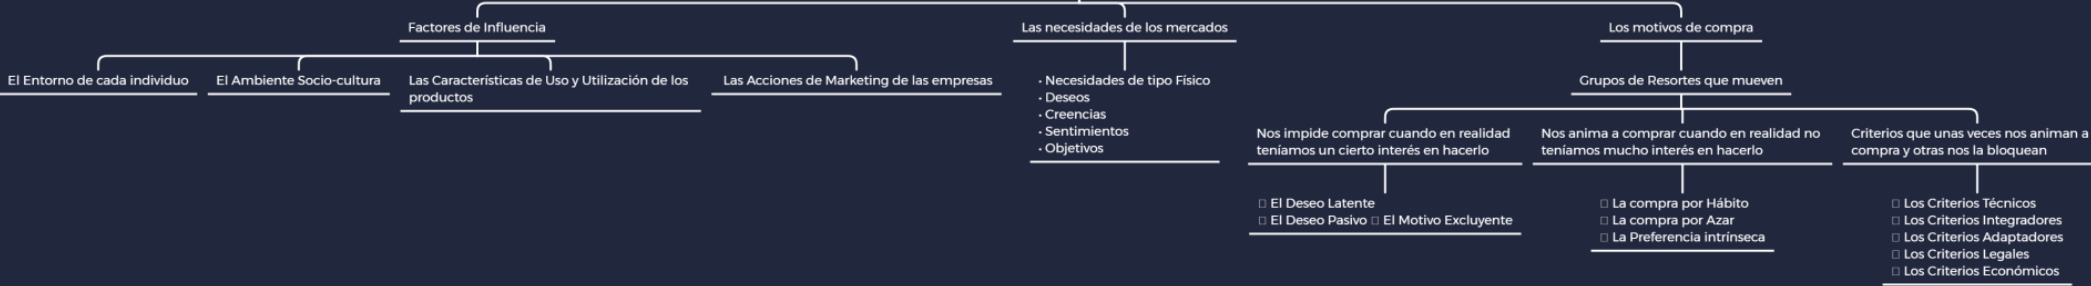 Factores de Influencia
Las necesidades de los mercados
Los motivos de compra
El Entorno de cada individuo
El Ambiente Socio-cultura
Las Características de Uso y Utilización de los
productos
Las Acciones de Marketing de las empresas
• Necesidades de tipo Físico
• Deseos
• Creencias
• Sentimientos
• Objetivos
Grupos de Resortes que mueven
Nos impide comprar cuando en realidad
teníamos un cierto interés en hacerlo
Nos anima a comprar cuando en realidad no
teníamos mucho interés en hacerlo
Criterios que unas veces nos animan a
compra y otras nos la bloquean
□ El Deseo Latente
□ El Deseo Pasivo □ El Motivo Excluyente
□ La compra por Hábito
□ La compra por Azar
□ La Preferencia intrínseca
□ Los Criterios Técnicos
□ Los Criterios Integradores
□ Los Criterios Adaptadores
□ Los Criterios Legales
□ Los Criterios Económicos